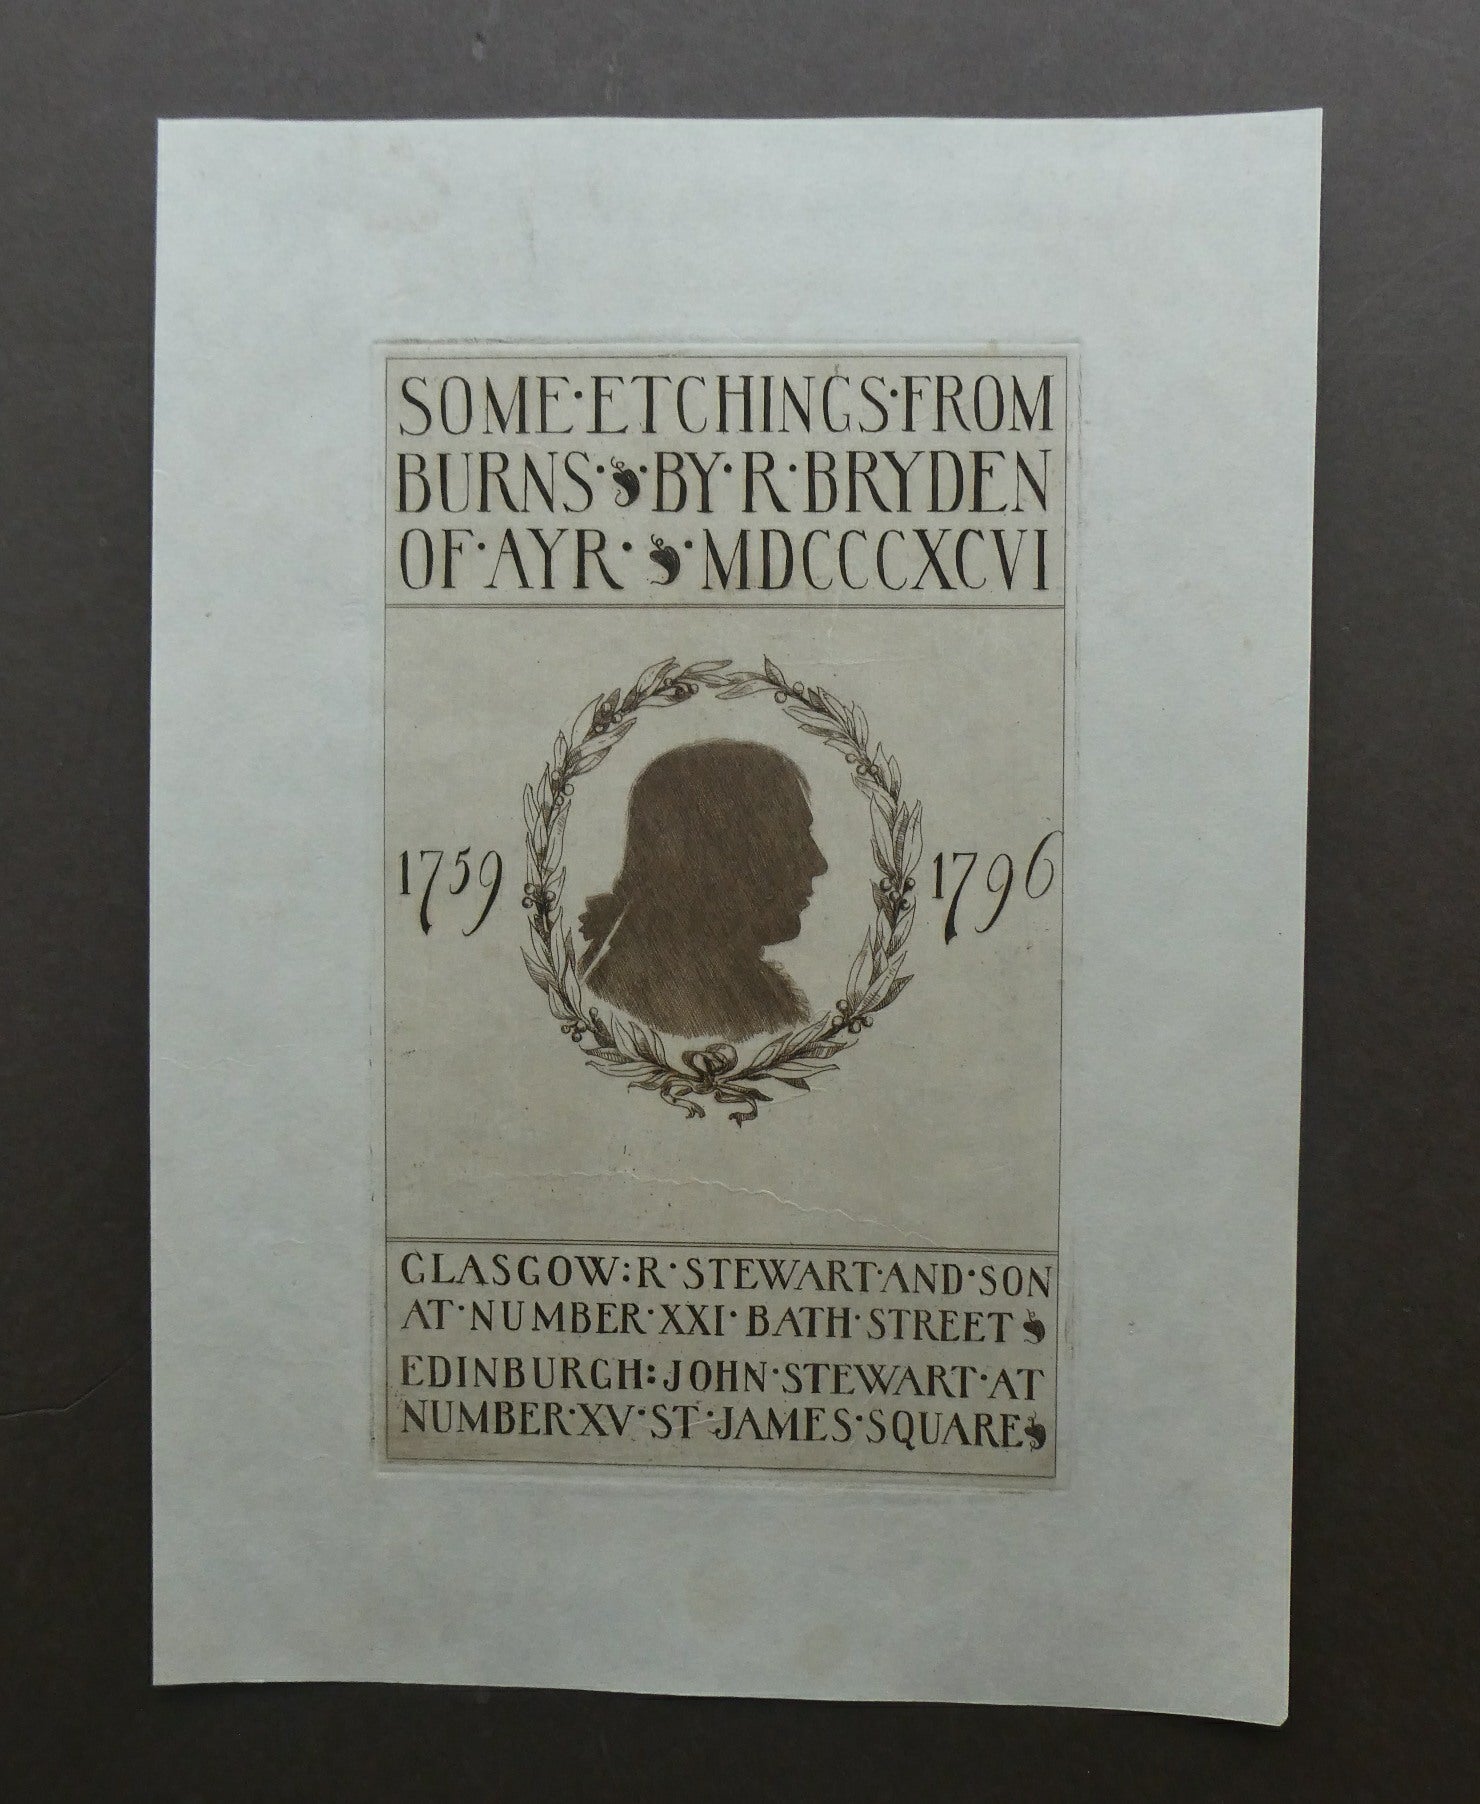 SOME·ETCHINGS·FROM
BURNS·BY·R·BRYDEN
OF·AYR·MDCCCXCVI
1759 1796
GLASGOW:R·STEWART·AND·SON
AT·NUMBER·XXI·BATH·STREET
EDINBURGH:JOHN·STEWART·AT
NUMBER·XV·ST·JAMES·SQUARE